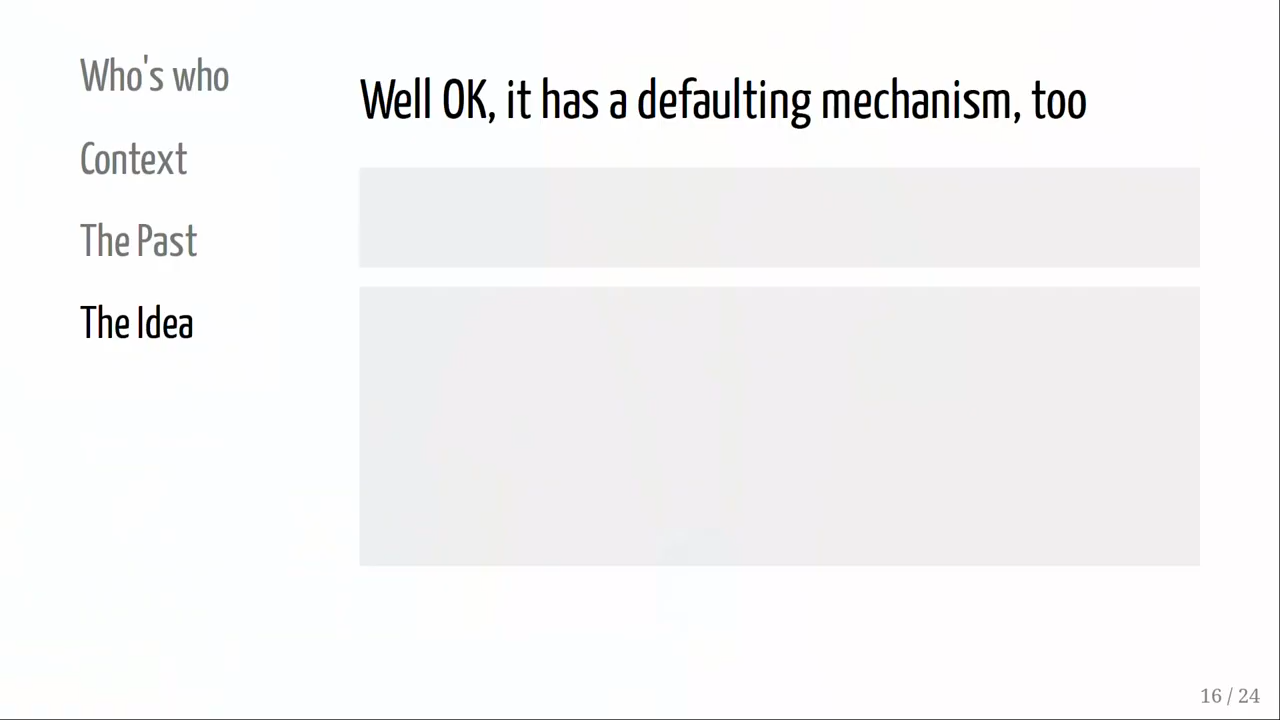 Who's who
Context
The Past
The Idea
Well OK, it has a defaulting mechanism, too
16 / 24